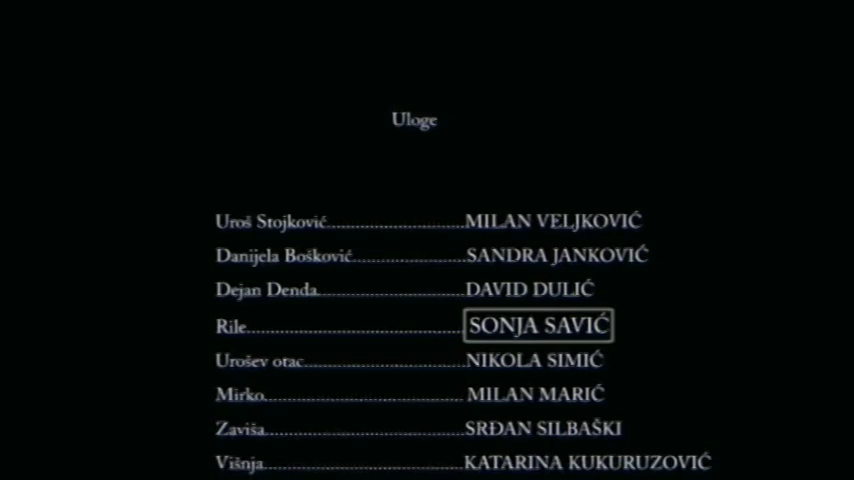 Uloge
Uroš Stojković........................MILAN VELJKOVIĆ
Danijela Bošković....................SANDRA JANKOVIĆ
Dejan Denda..........................DAVID DULIĆ
Rile.....................................SONJA SAVIĆ
Urošev otac...........................NIKOLA SIMIĆ
Mirko..................................MILAN MARIĆ
Zaviša..................................SRĐAN SILBAŠKI
Višnja..................................KATARINA KUKURUZOVIĆ